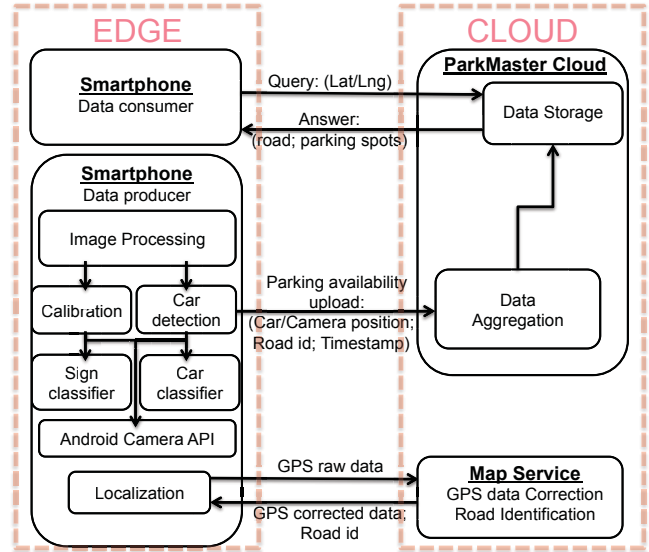 EDGE
CLOUD
Smartphone
Data consumer
Query: (Lat/Lng)
Answer:
(road; parking spots)
ParkMaster Cloud
Data Storage
Smartphone
Data producer
Image Processing
Calibration
Car
detection
Sign
classifier
Car
classifier
Android Camera API
Localization
Parking availability
upload:
(Car/Camera position;
Road id; Timestamp)
Data
Aggregation
GPS raw data
GPS corrected data;
Road id
Map Service
GPS data Correction
Road Identification